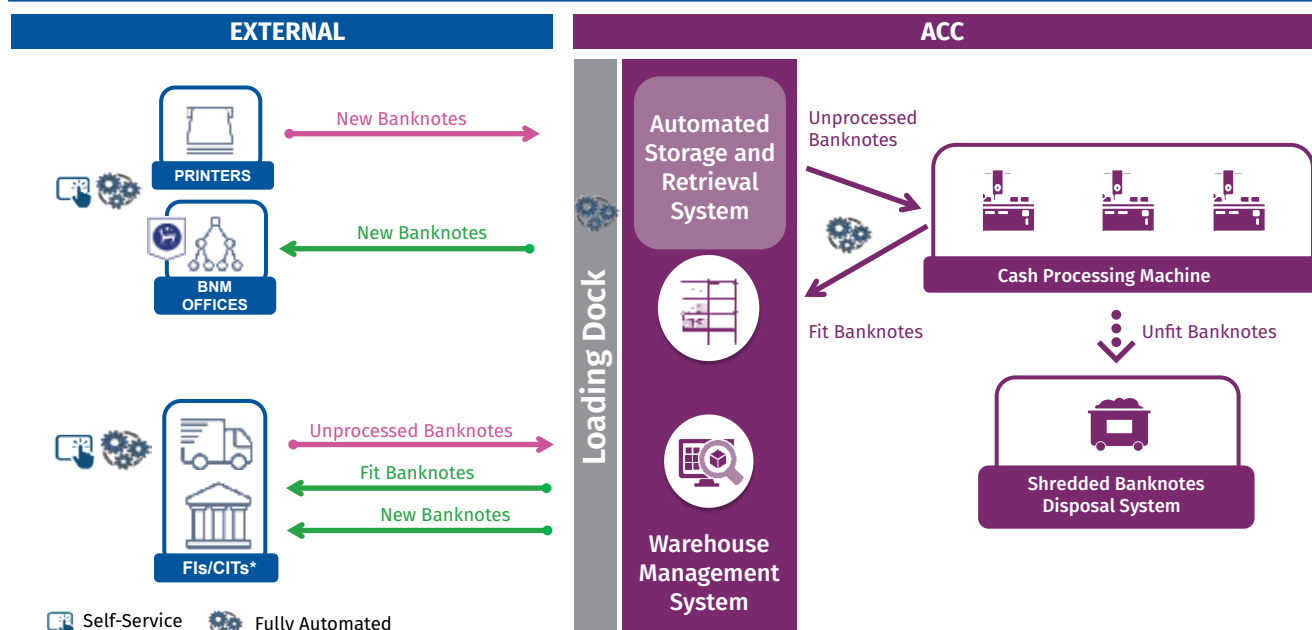 EXTERNAL
ACC
New Banknotes
PRINTERS
New Banknotes
BNM
OFFICES
Unprocessed Banknotes
Fit Banknotes
New Banknotes
FIs/CITs*
Self-Service
Fully Automated
Loading Dock
Automated
Storage and
Retrieval
System
Warehouse
Management
System
Unprocessed
Banknotes
Fit Banknotes
Cash Processing Machine
Unfit Banknotes
Shredded Banknotes
Disposal System